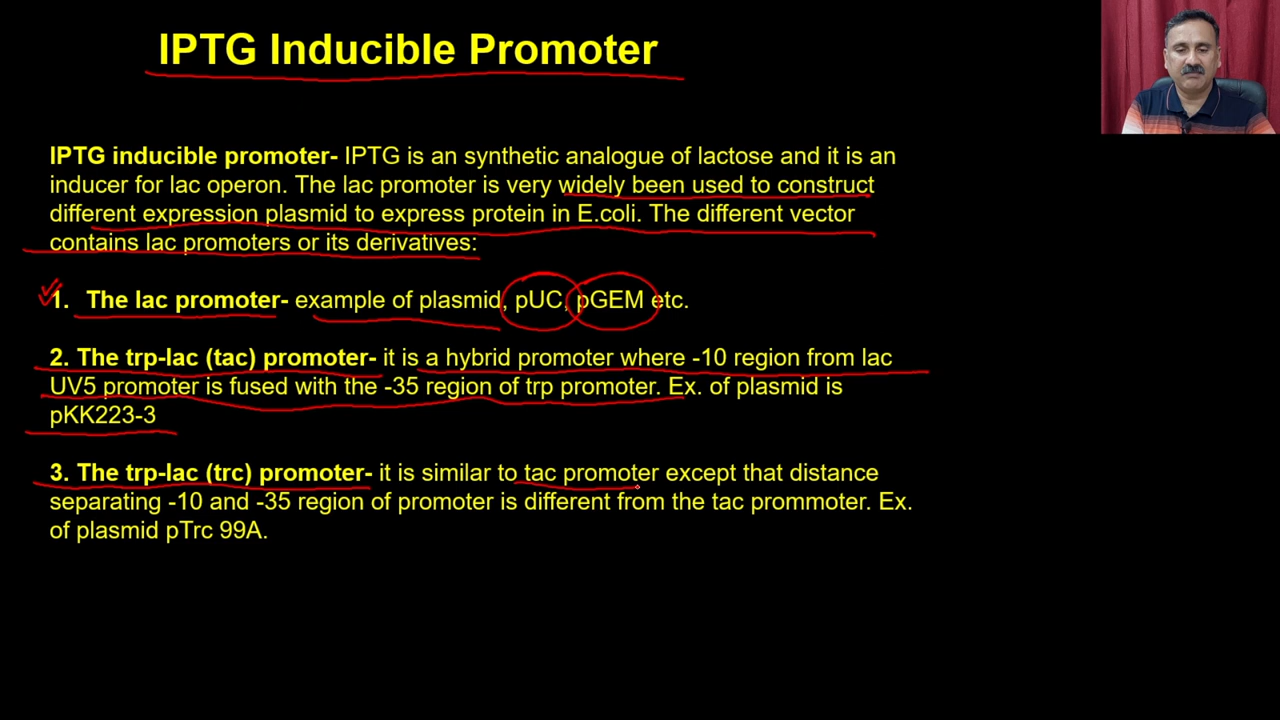 IPTG Inducible Promoter
IPTG inducible promoter- IPTG is an synthetic analogue of lactose and it is an
inducer for lac operon. The lac promoter is very widely been used to construct
different expression plasmid to express protein in E.coli. The different vector
contains lac promoters or its derivatives:
1. The lac promoter- example of plasmid, pUC, pGEM etc.
2. The trp-lac (tac) promoter- it is a hybrid promoter where -10 region from lac
UV5 promoter is fused with the -35 region of trp promoter. Ex. of plasmid is
pKK223-3
3. The trp-lac (trc) promoter- it is similar to tac promoter except that distance
separating -10 and -35 region of promoter is different from the tac prommoter. Ex.
of plasmid pTrc 99A.